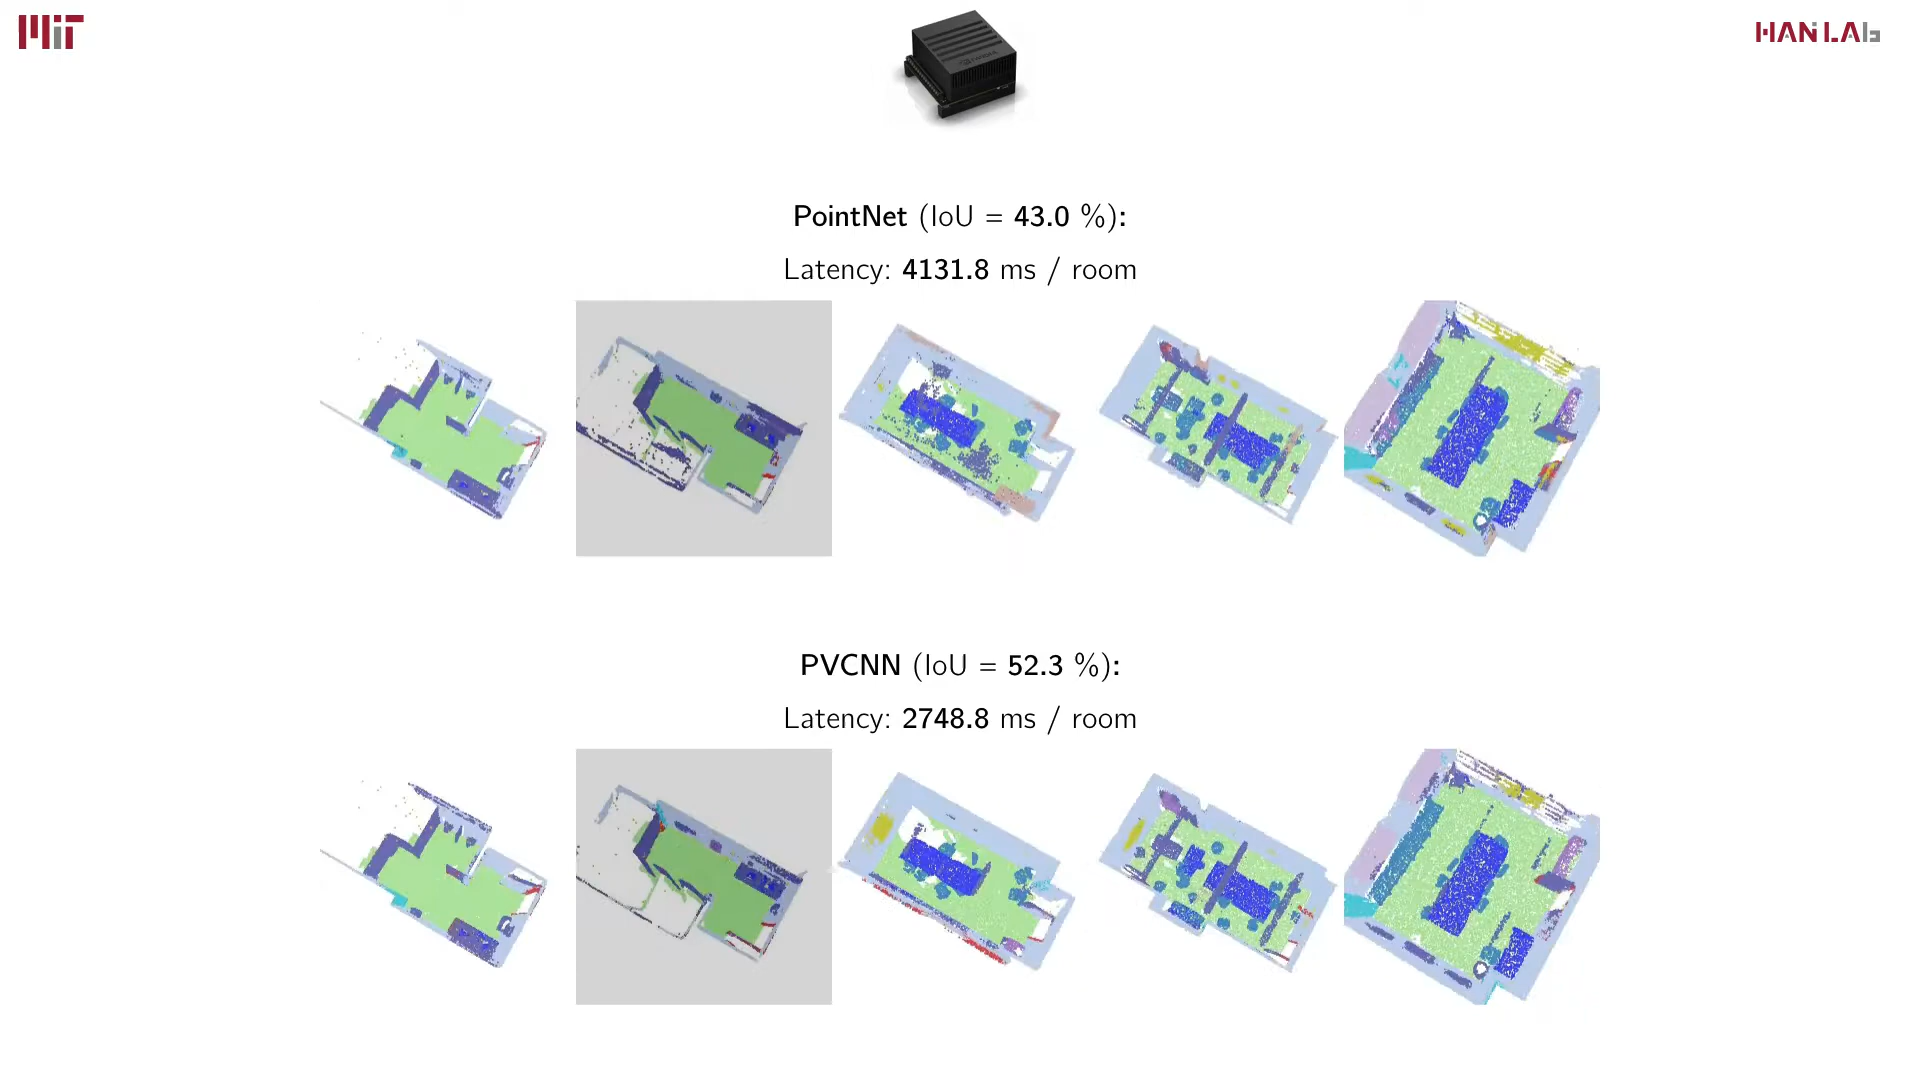 MIT
HAN LAB
PointNet (IoU = 43.0 %):
Latency: 4131.8 ms / room
PVCNN (IoU = 52.3 %):
Latency: 2748.8 ms / room